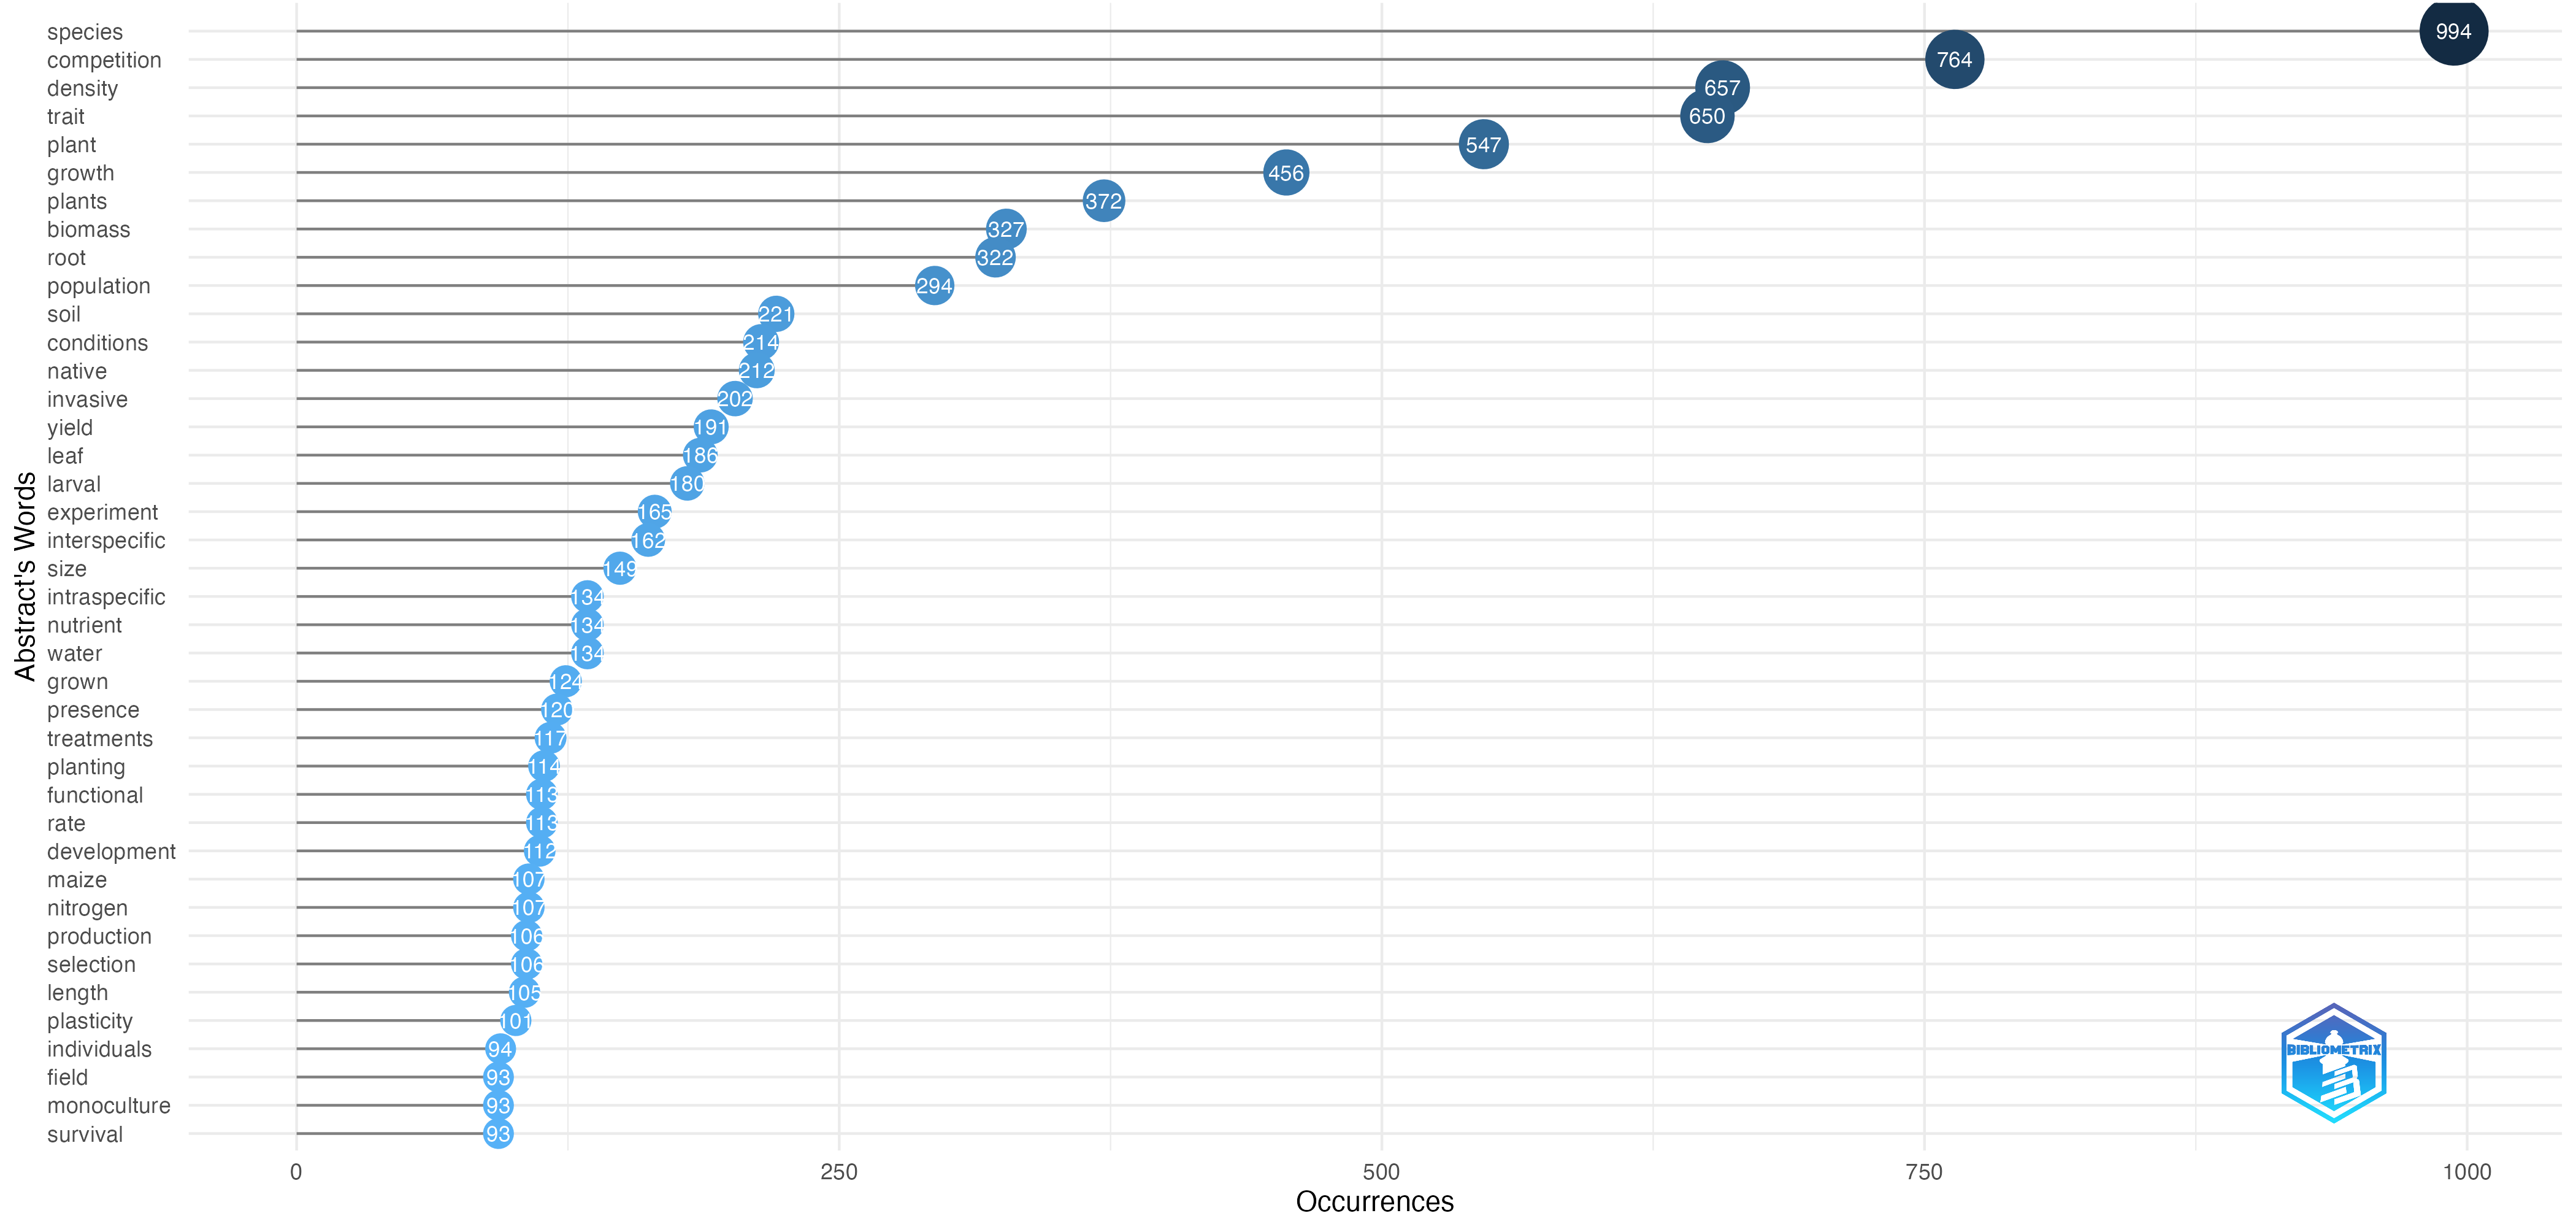 species 994
competition 764
density 657
trait 650
plant 547
growth 456
plants 372
biomass 327
root 322
population 294
soil 221
conditions 214
native 212
invasive 202
yield 191
leaf 186
larval 180
experiment 165
interspecific 162
size 149
intraspecific 134
nutrient 134
water 134
grown 124
presence 120
treatments 117
planting 114
functional 113
rate 113
development 112
maize 107
nitrogen 107
production 106
selection 106
length 105
plasticity 101
individuals 94
field 93
monoculture 93
survival 93
Abstract's Words
BIBLIOMETRIX
0 250 500 750 1000
Occurrences